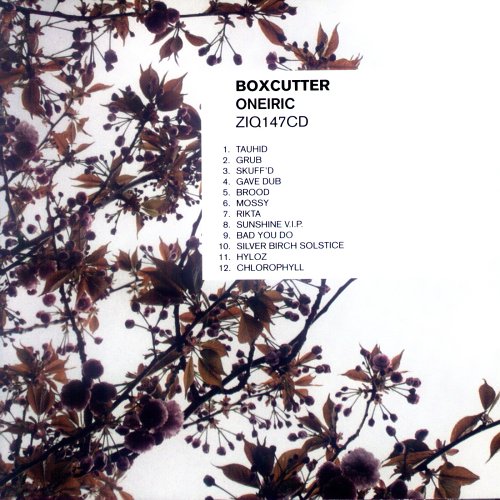 BOXCUTTER
ONEIRIC
ZIQ147CD
1. TAUHID
2. GRUB
3. SKUFF'D
4. GAVE DUB
5. BROOD
6. MOSSY
7. RIKTA
8. SUNSHINE V.I.P.
9. BAD YOU DO
10. SILVER BIRCH SOLSTICE
11. HYLOZ
12. CHLOROPHYLL